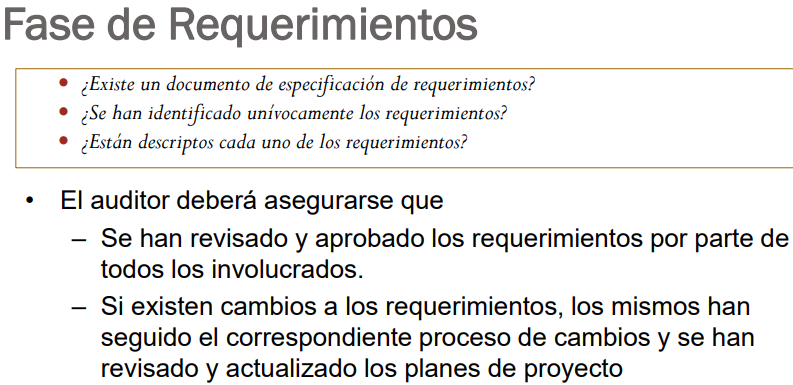 Fase de Requerimientos
• ¿Existe un documento de especificación de requerimientos?
• ¿Se han identificado unívocamente los requerimientos?
• ¿Están descriptos cada uno de los requerimientos?
• El auditor deberá asegurarse que
– Se han revisado y aprobado los requerimientos por parte de
todos los involucrados.
– Si existen cambios a los requerimientos, los mismos han
seguido el correspondiente proceso de cambios y se han
revisado y actualizado los planes de proyecto